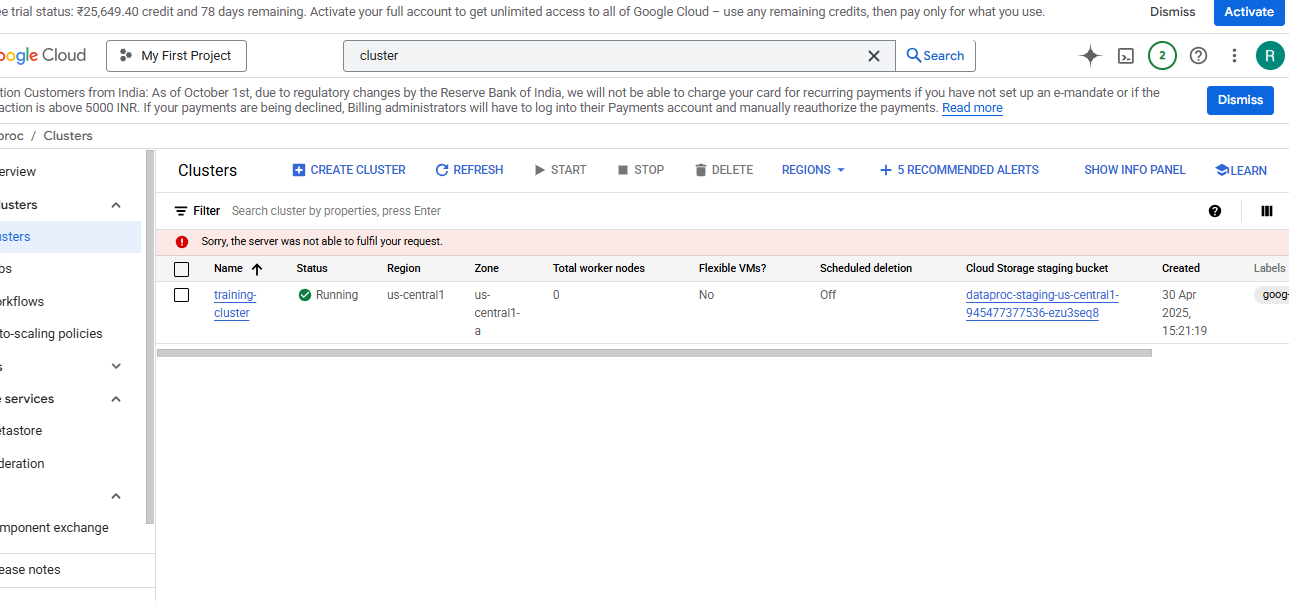 e trial status: ₹25,649.40 credit and 78 days remaining. Activate your full account to get unlimited access to all of Google Cloud – use any remaining credits, then pay only for what you use.
Dismiss
Activate
oogle Cloud
My First Project
cluster
Search
2
R
tion Customers from India: As of October 1st, due to regulatory changes by the Reserve Bank of India, we will not be able to charge your card for recurring payments if you have not set up an e-mandate or if the
action is above 5000 INR. If your payments are being declined, Billing administrators will have to log into their Payments account and manually reauthorize the payments. Read more
Dismiss
proc / Clusters
erview
lusters
usters
bs
orkflows
to-scaling policies
s
e services
etastore
deration
mponent exchange
ease notes
Clusters
CREATE CLUSTER
REFRESH
START
STOP
DELETE
REGIONS
5 RECOMMENDED ALERTS
SHOW INFO PANEL
LEARN
Filter Search cluster by properties, press Enter
Sorry, the server was not able to fulfil your request.
Name Status Region Zone Total worker nodes Flexible VMs? Scheduled deletion Cloud Storage staging bucket Created Labels
training- Running us-central1 us- 0 No Off dataproc-staging-us-central1- 30 Apr goog-
cluster central1- 945477377536-ezu3seq8 2025,
a 15:21:19